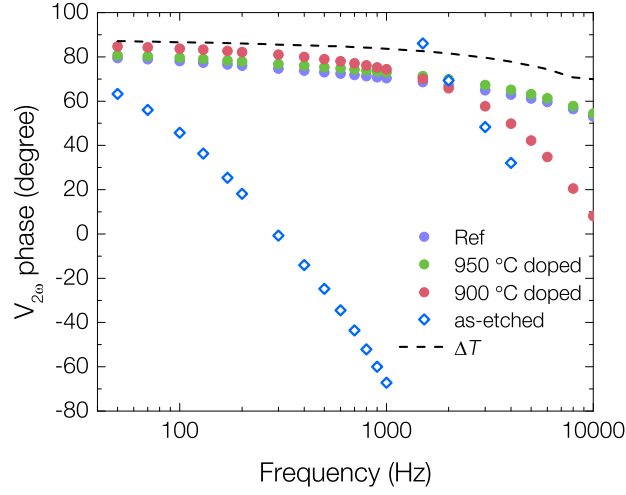 100
80
60
40
20
0
-20
-40
-60
-80
V2ω phase (degree)
Ref
950 °C doped
900 °C doped
as-etched
ΔT
100
1000
10000
Frequency (Hz)